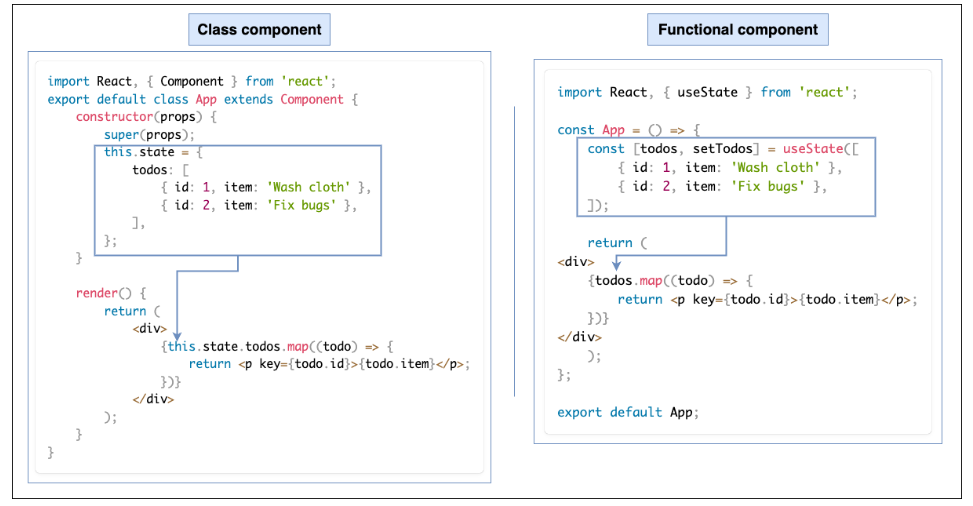 Class component
import React, { Component } from 'react';
export default class App extends Component {
    constructor(props) {
        super(props);
        this.state = {
            todos: [
                { id: 1, item: 'Wash cloth' },
                { id: 2, item: 'Fix bugs' },
            ],
        };
    }
    render() {
        return (
            <div>
                {this.state.todos.map((todo) => {
                    return <p key={todo.id}>{todo.item}</p>;
                })}
            </div>
        );
    }
}
Functional component
import React, { useState } from 'react';
const App = () => {
    const [todos, setTodos] = useState([
        { id: 1, item: 'Wash cloth' },
        { id: 2, item: 'Fix bugs' },
    ]);
    return (
<div>
    {todos.map((todo) => {
        return <p key={todo.id}>{todo.item}</p>;
    })}
</div>
    );
};
export default App;